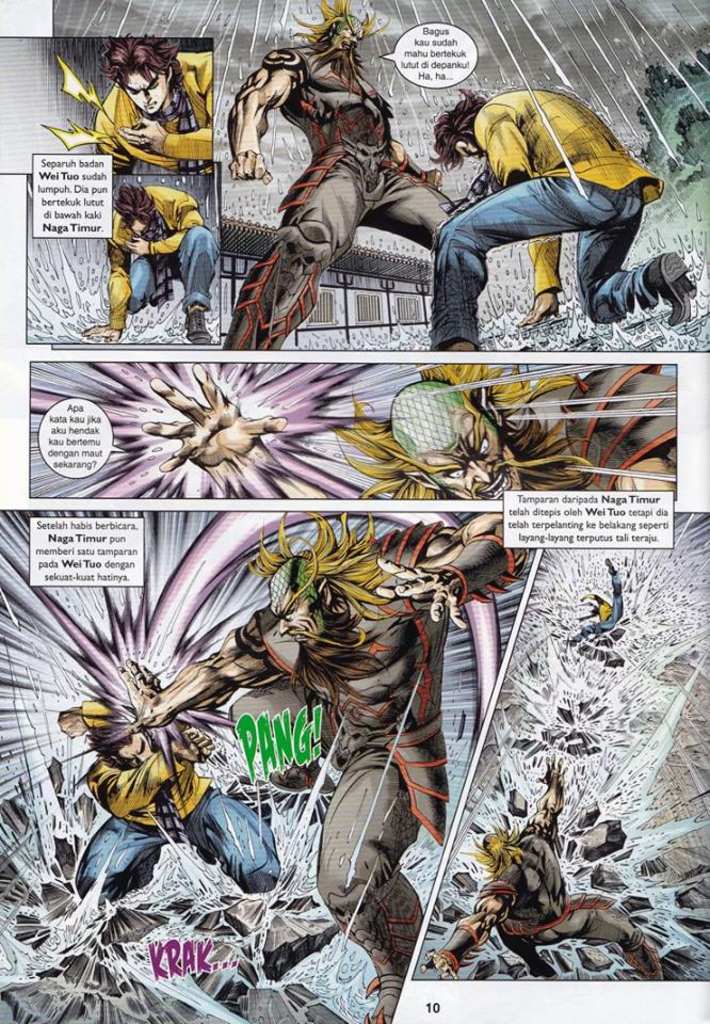 Separuh badan
Wei Tuo sudah
lumpuh. Dia pun
bertekuk lutut
di bawah kaki
Naga Timur.
Bagus
kau sudah
mahu bertekuk
lutut di depanku!
Ha, ha...
Apa
kata kau jika
aku hendak
kau bertemu
dengan maut
sekarang?
Tamparan daripada Naga Timur
telah ditepis oleh Wei Tuo tetapi dia
telah terpelanting ke belakang seperti
layang-layang terputus tali teraju.
Setelah habis berbicara,
Naga Timur pun
memberi satu tamparan
pada Wei Tuo dengan
sekuat-kuat hatinya.
PANG!
KRAK...
10